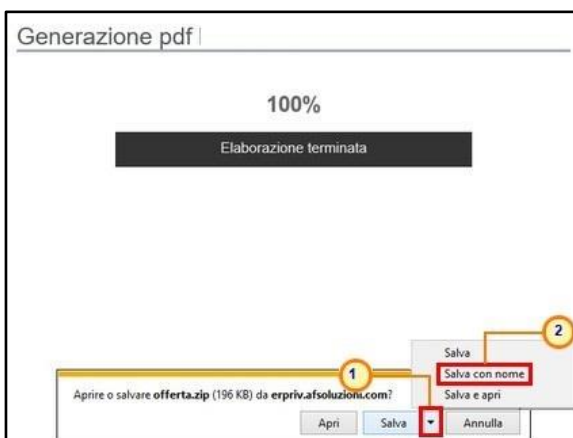 Generazione pdf
100%
Elaborazione terminata
2
Salva
1
Salva con nome
Aprire o salvare offerta.zip (196 KB) da erpriv.afsoluzioni.com?
Salva e apri
Apri
Salva
Annulla